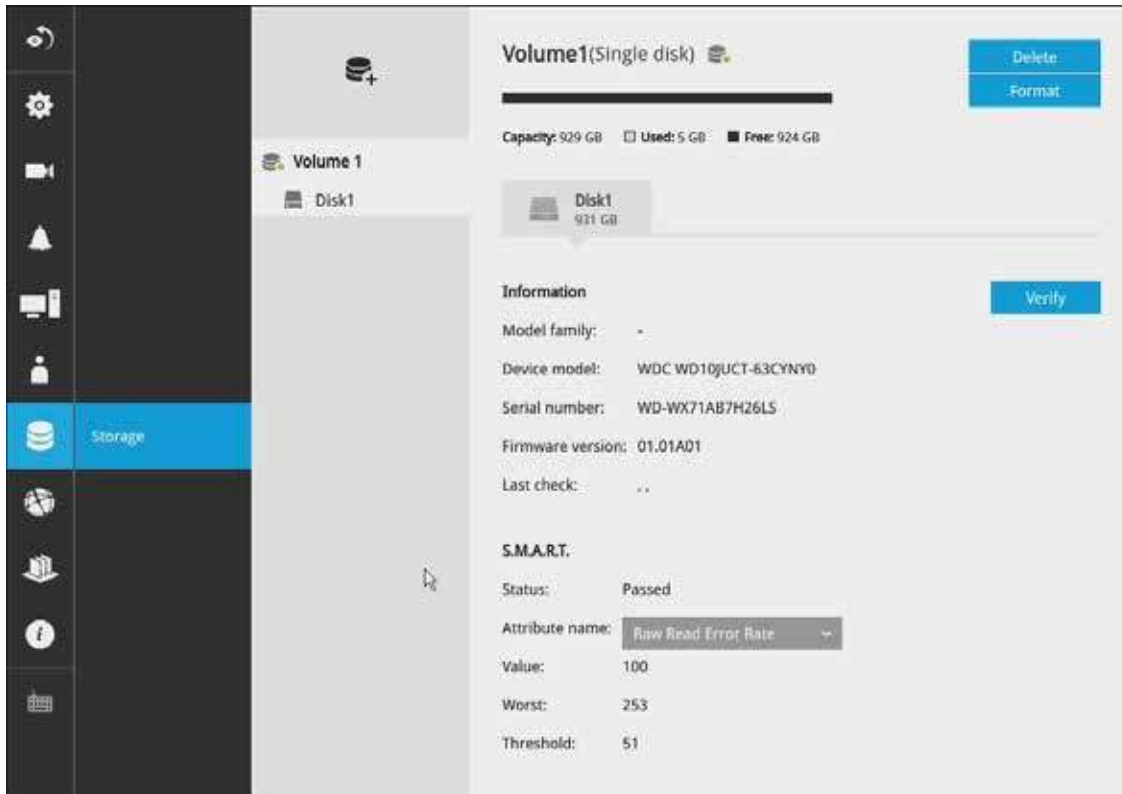 Volume1(Single disk)
Delete
Format
Capacity: 929 GB Used: 5 GB Free: 924 GB
Volume 1
Disk1
Disk1
931 GB
Information
Verify
Model family: -
Device model: WDC WD10JUCT-63CYNY0
Serial number: WD-WX71AB7H26LS
Storage
Firmware version: 01.01A01
Last check: , ,
S.M.A.R.T.
Status: Passed
Attribute name: Raw Read Error Rate
Value: 100
Worst: 253
Threshold: 51